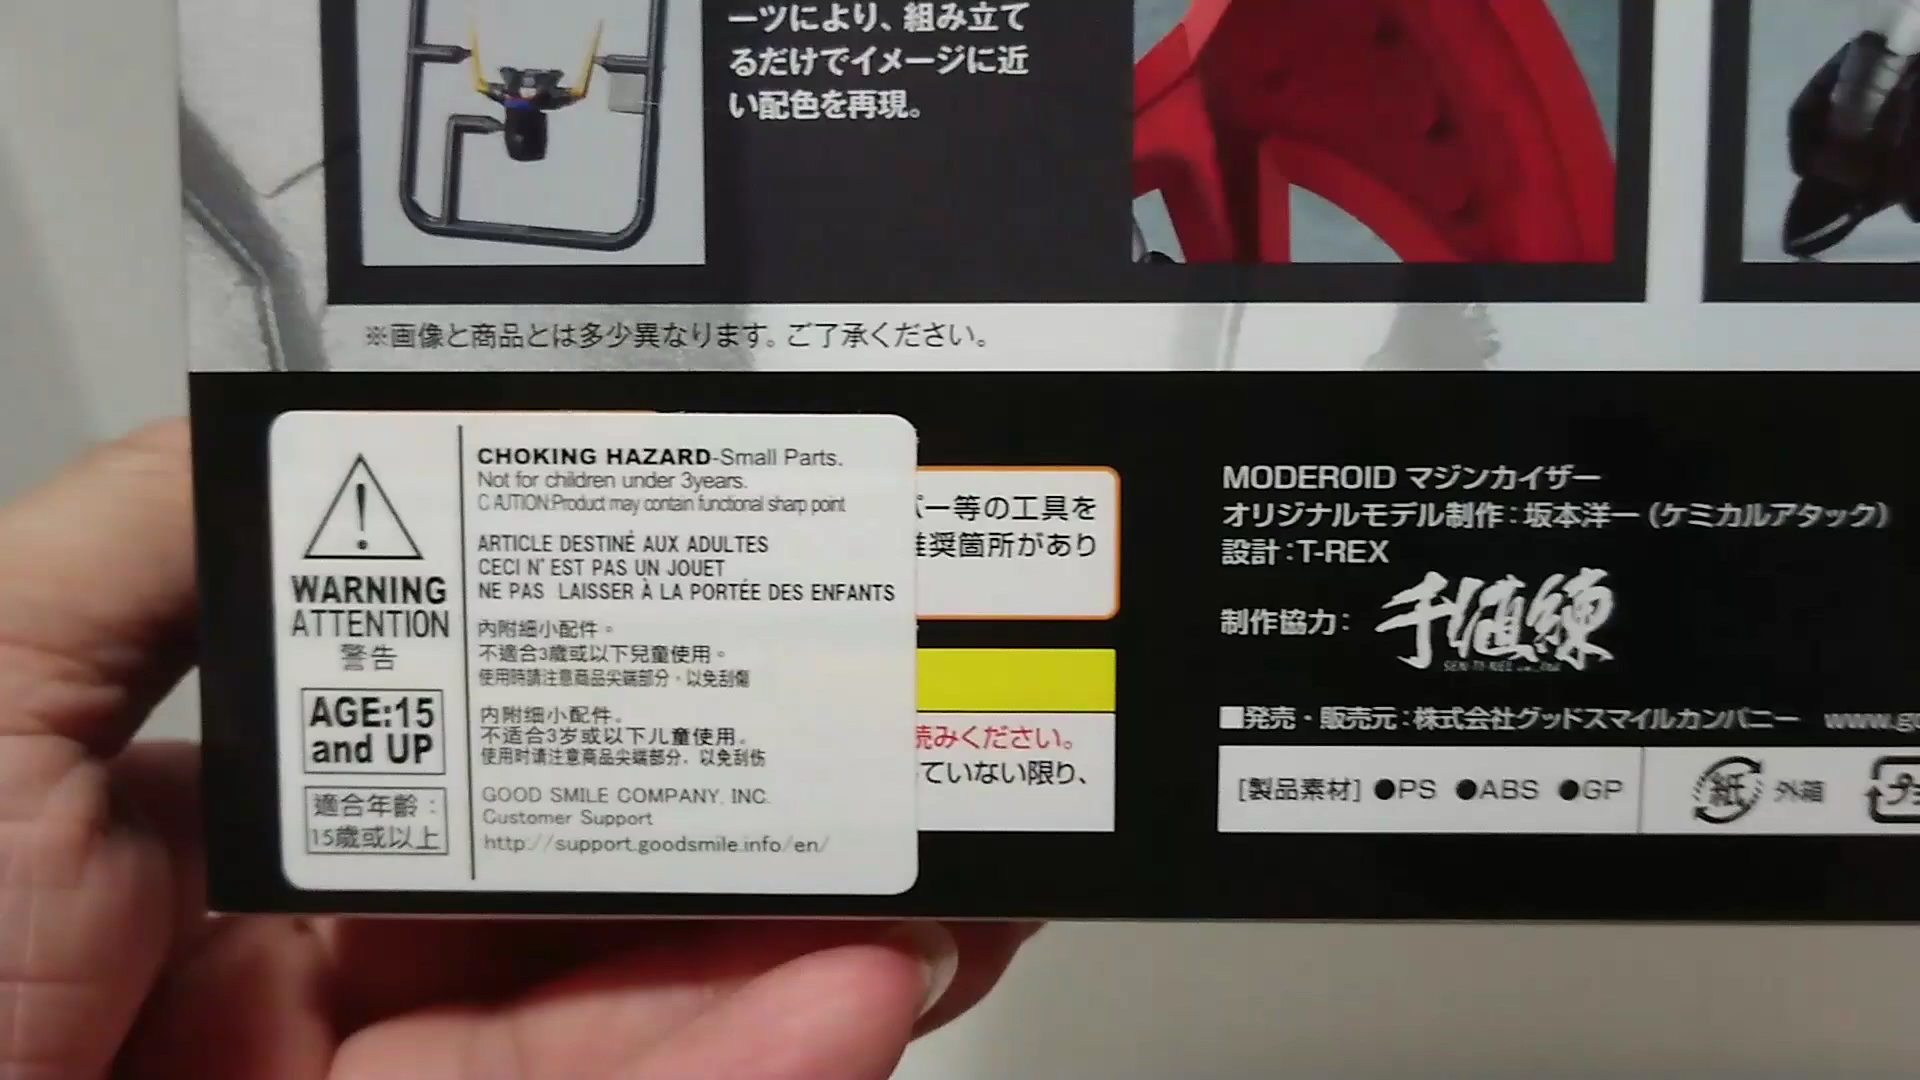 ーツにより、組み立て
るだけでイメージに近
い配色を再現。
※画像と商品とは多少異なります。ご了承ください。
WARNING
ATTENTION
警告
AGE:15
and UP
適合年齡：
15歲或以上
CHOKING HAZARD-Small Parts.
Not for children under 3years.
CAUTION:Product may contain functional sharp point
ARTICLE DESTINÉ AUX ADULTES
CECI N'EST PAS UN JOUET
NE PAS LAISSER À LA PORTÉE DES ENFANTS
內附細小配件。
不適合3歲或以下兒童使用。
使用時請注意商品尖端部分，以免刮傷
内附细小配件。
不适合3岁或以下儿童使用。
使用时请注意商品尖端部分，以免刮伤
GOOD SMILE COMPANY, INC.
Customer Support
http://support.goodsmile.info/en/
ー等の工具を
奨箇所があり
読みください。
ていない限り、
MODEROID マジンカイザー
オリジナルモデル制作：坂本洋一（ケミカルアタック）
設計：T-REX
制作協力：千値練
■発売・販売元：株式会社グッドスマイルカンパニー www.go
[製品素材] ●PS ●ABS ●GP
紙 外箱
プラ